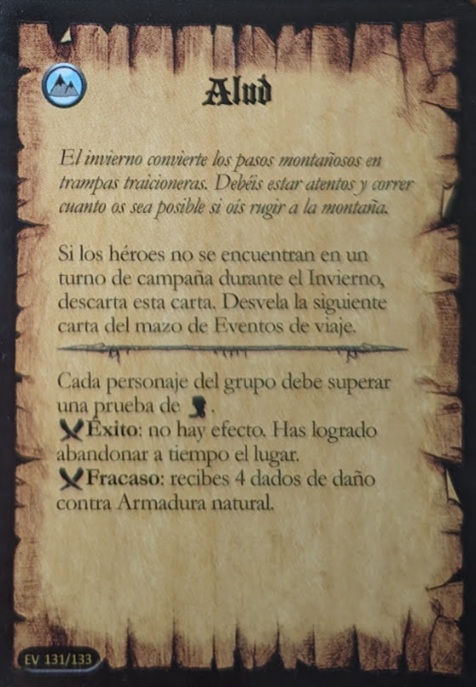 Alud
El invierno convierte los pasos montañosos en
trampas traicioneras. Debéis estar atentos y correr
cuanto os sea posible si oís rugir a la montaña.
Si los héroes no se encuentran en un
turno de campaña durante el Invierno,
descarta esta carta. Desvela la siguiente
carta del mazo de Eventos de viaje.
Cada personaje del grupo debe superar
una prueba de .
Éxito: no hay efecto. Has logrado
abandonar a tiempo el lugar.
Fracaso: recibes 4 dados de daño
contra Armadura natural.
EV 131/133